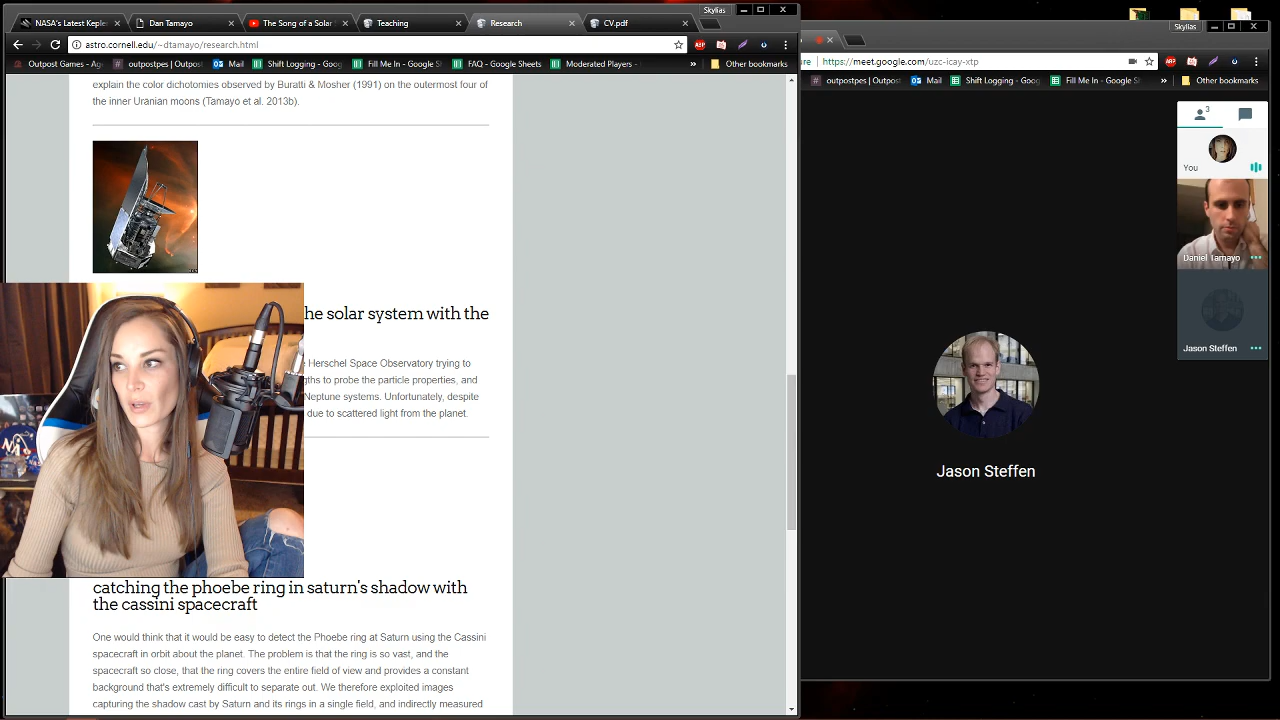 Skylias
NASA's Latest Kepler
Dan Tamayo
The Song of a Solar
Teaching
Research
CV.pdf
astro.cornell.edu/~dtamayo/research.html
Outpost Games - Age
outpostpes | Outpost
Mail
Shift Logging - Goog
Fill Me In - Google S
FAQ - Google Sheets
Moderated Players -
»
Other bookmarks
explain the color dichotomies observed by Buratti & Mosher (1991) on the outermost four of
the inner Uranian moons (Tamayo et al. 2013b).
he solar system with the
Herschel Space Observatory trying to
gths to probe the particle properties, and
Neptune systems. Unfortunately, despite
due to scattered light from the planet.
NASA
catching the phoebe ring in saturn's shadow with
the cassini spacecraft
One would think that it would be easy to detect the Phoebe ring at Saturn using the Cassini
spacecraft in orbit about the planet. The problem is that the ring is so vast, and the
spacecraft so close, that the ring covers the entire field of view and provides a constant
background that's extremely difficult to separate out. We therefore exploited images
capturing the shadow cast by Saturn and its rings in a single field, and indirectly measured
Skylias
ure
https://meet.google.com/uzc-icay-xtp
outpostpes | Outpost
Mail
Shift Logging - Goog
Fill Me In - Google S
»
Other bookmarks
3
You
Daniel Tamayo
Jason Steffen
Jason Steffen